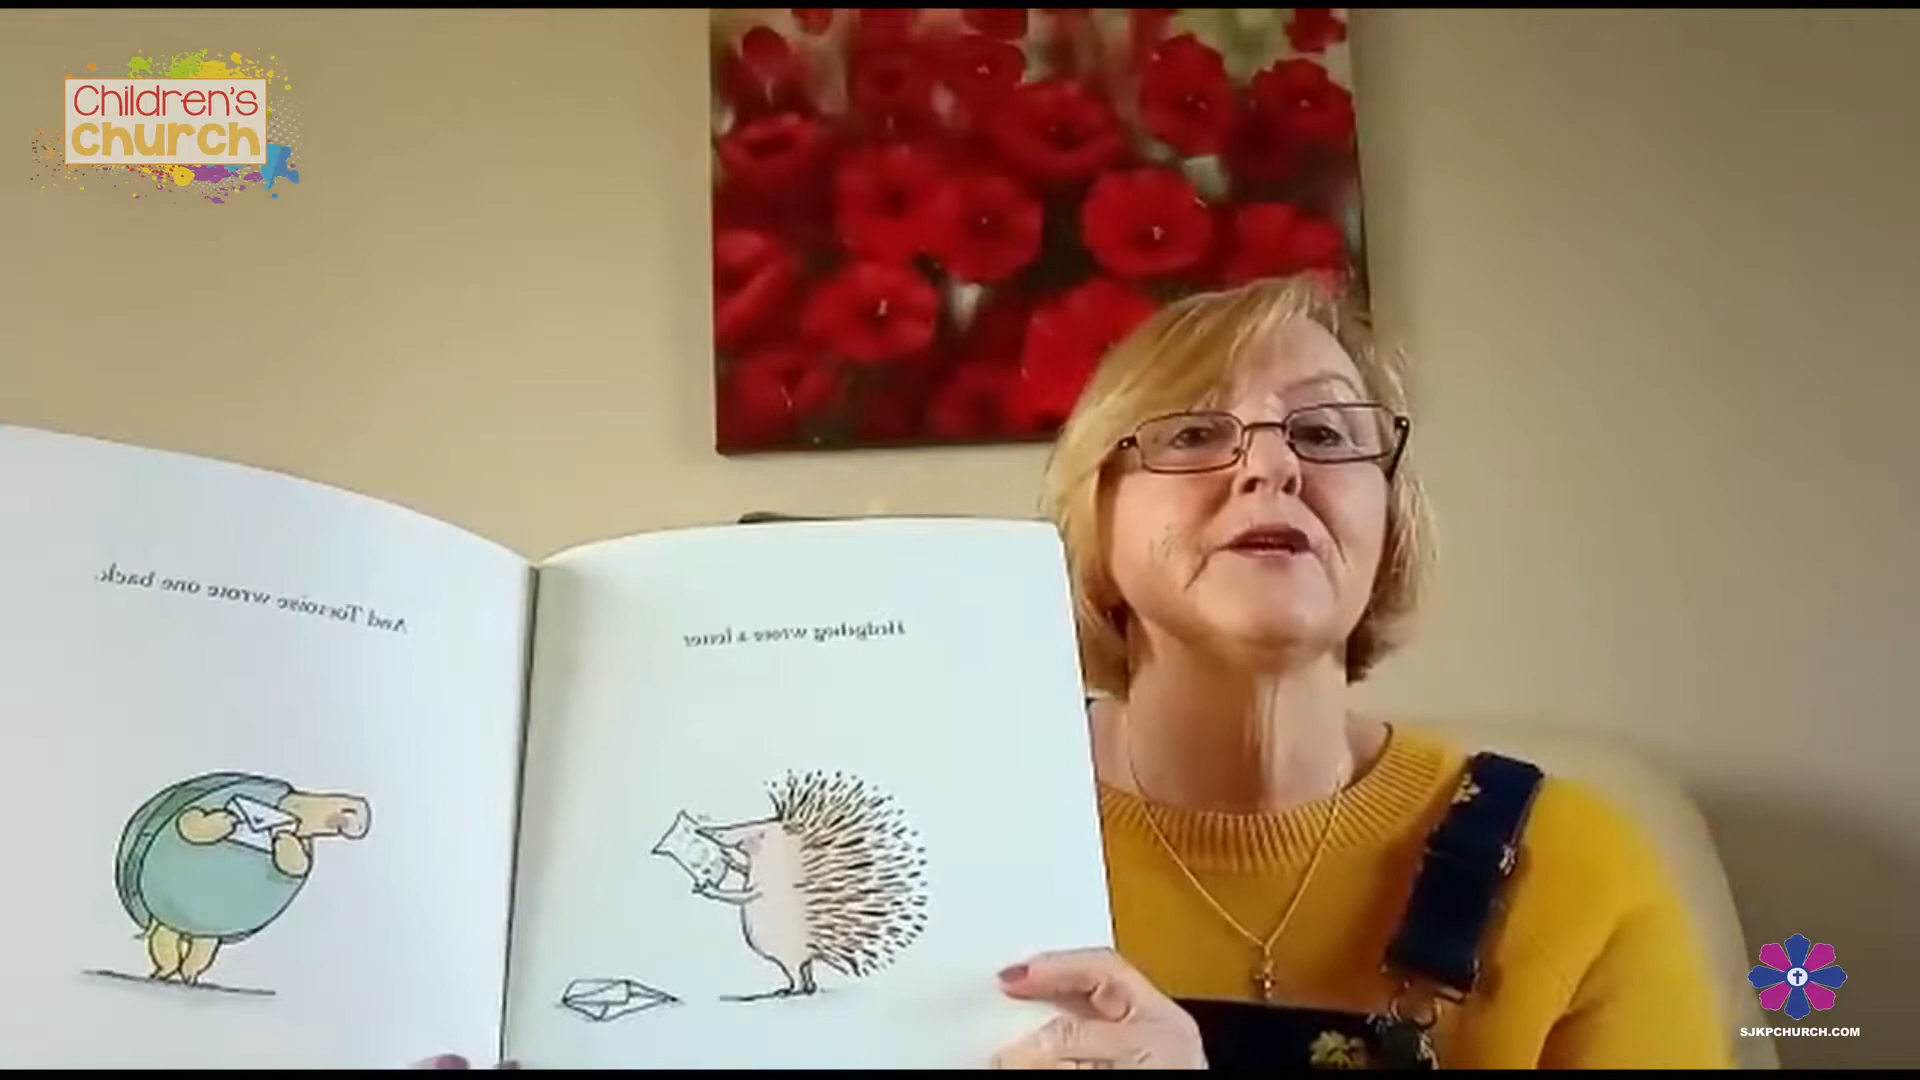 Children's
church
Hedgehog wrote a letter
And Tortoise wrote one back.
SJKPCHURCH.COM